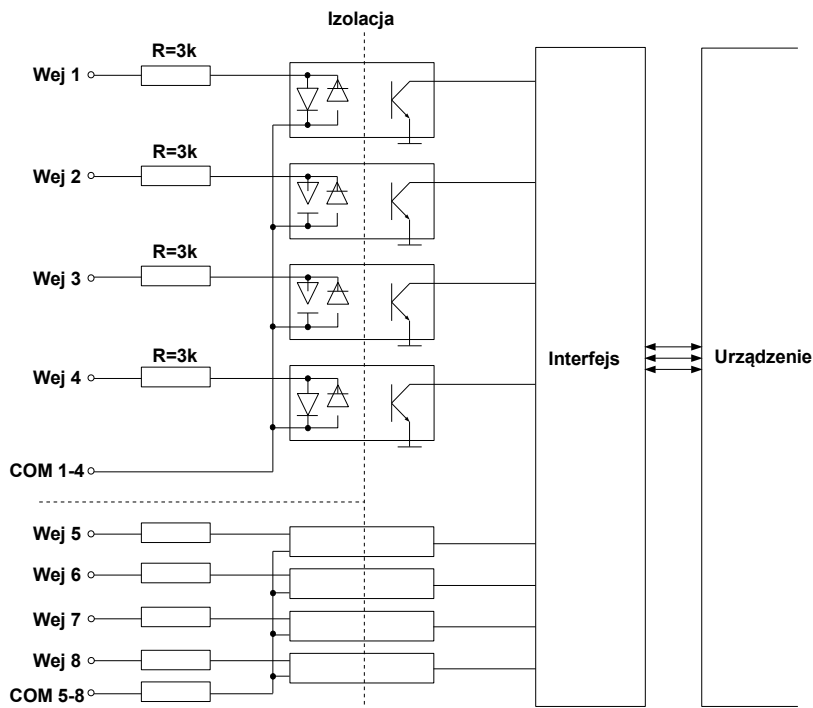 Izolacja
R=3k
Wej 1
R=3k
Wej 2
R=3k
Wej 3
R=3k
Wej 4
COM 1-4
Interfejs
Urządzenie
Wej 5
Wej 6
Wej 7
Wej 8
COM 5-8